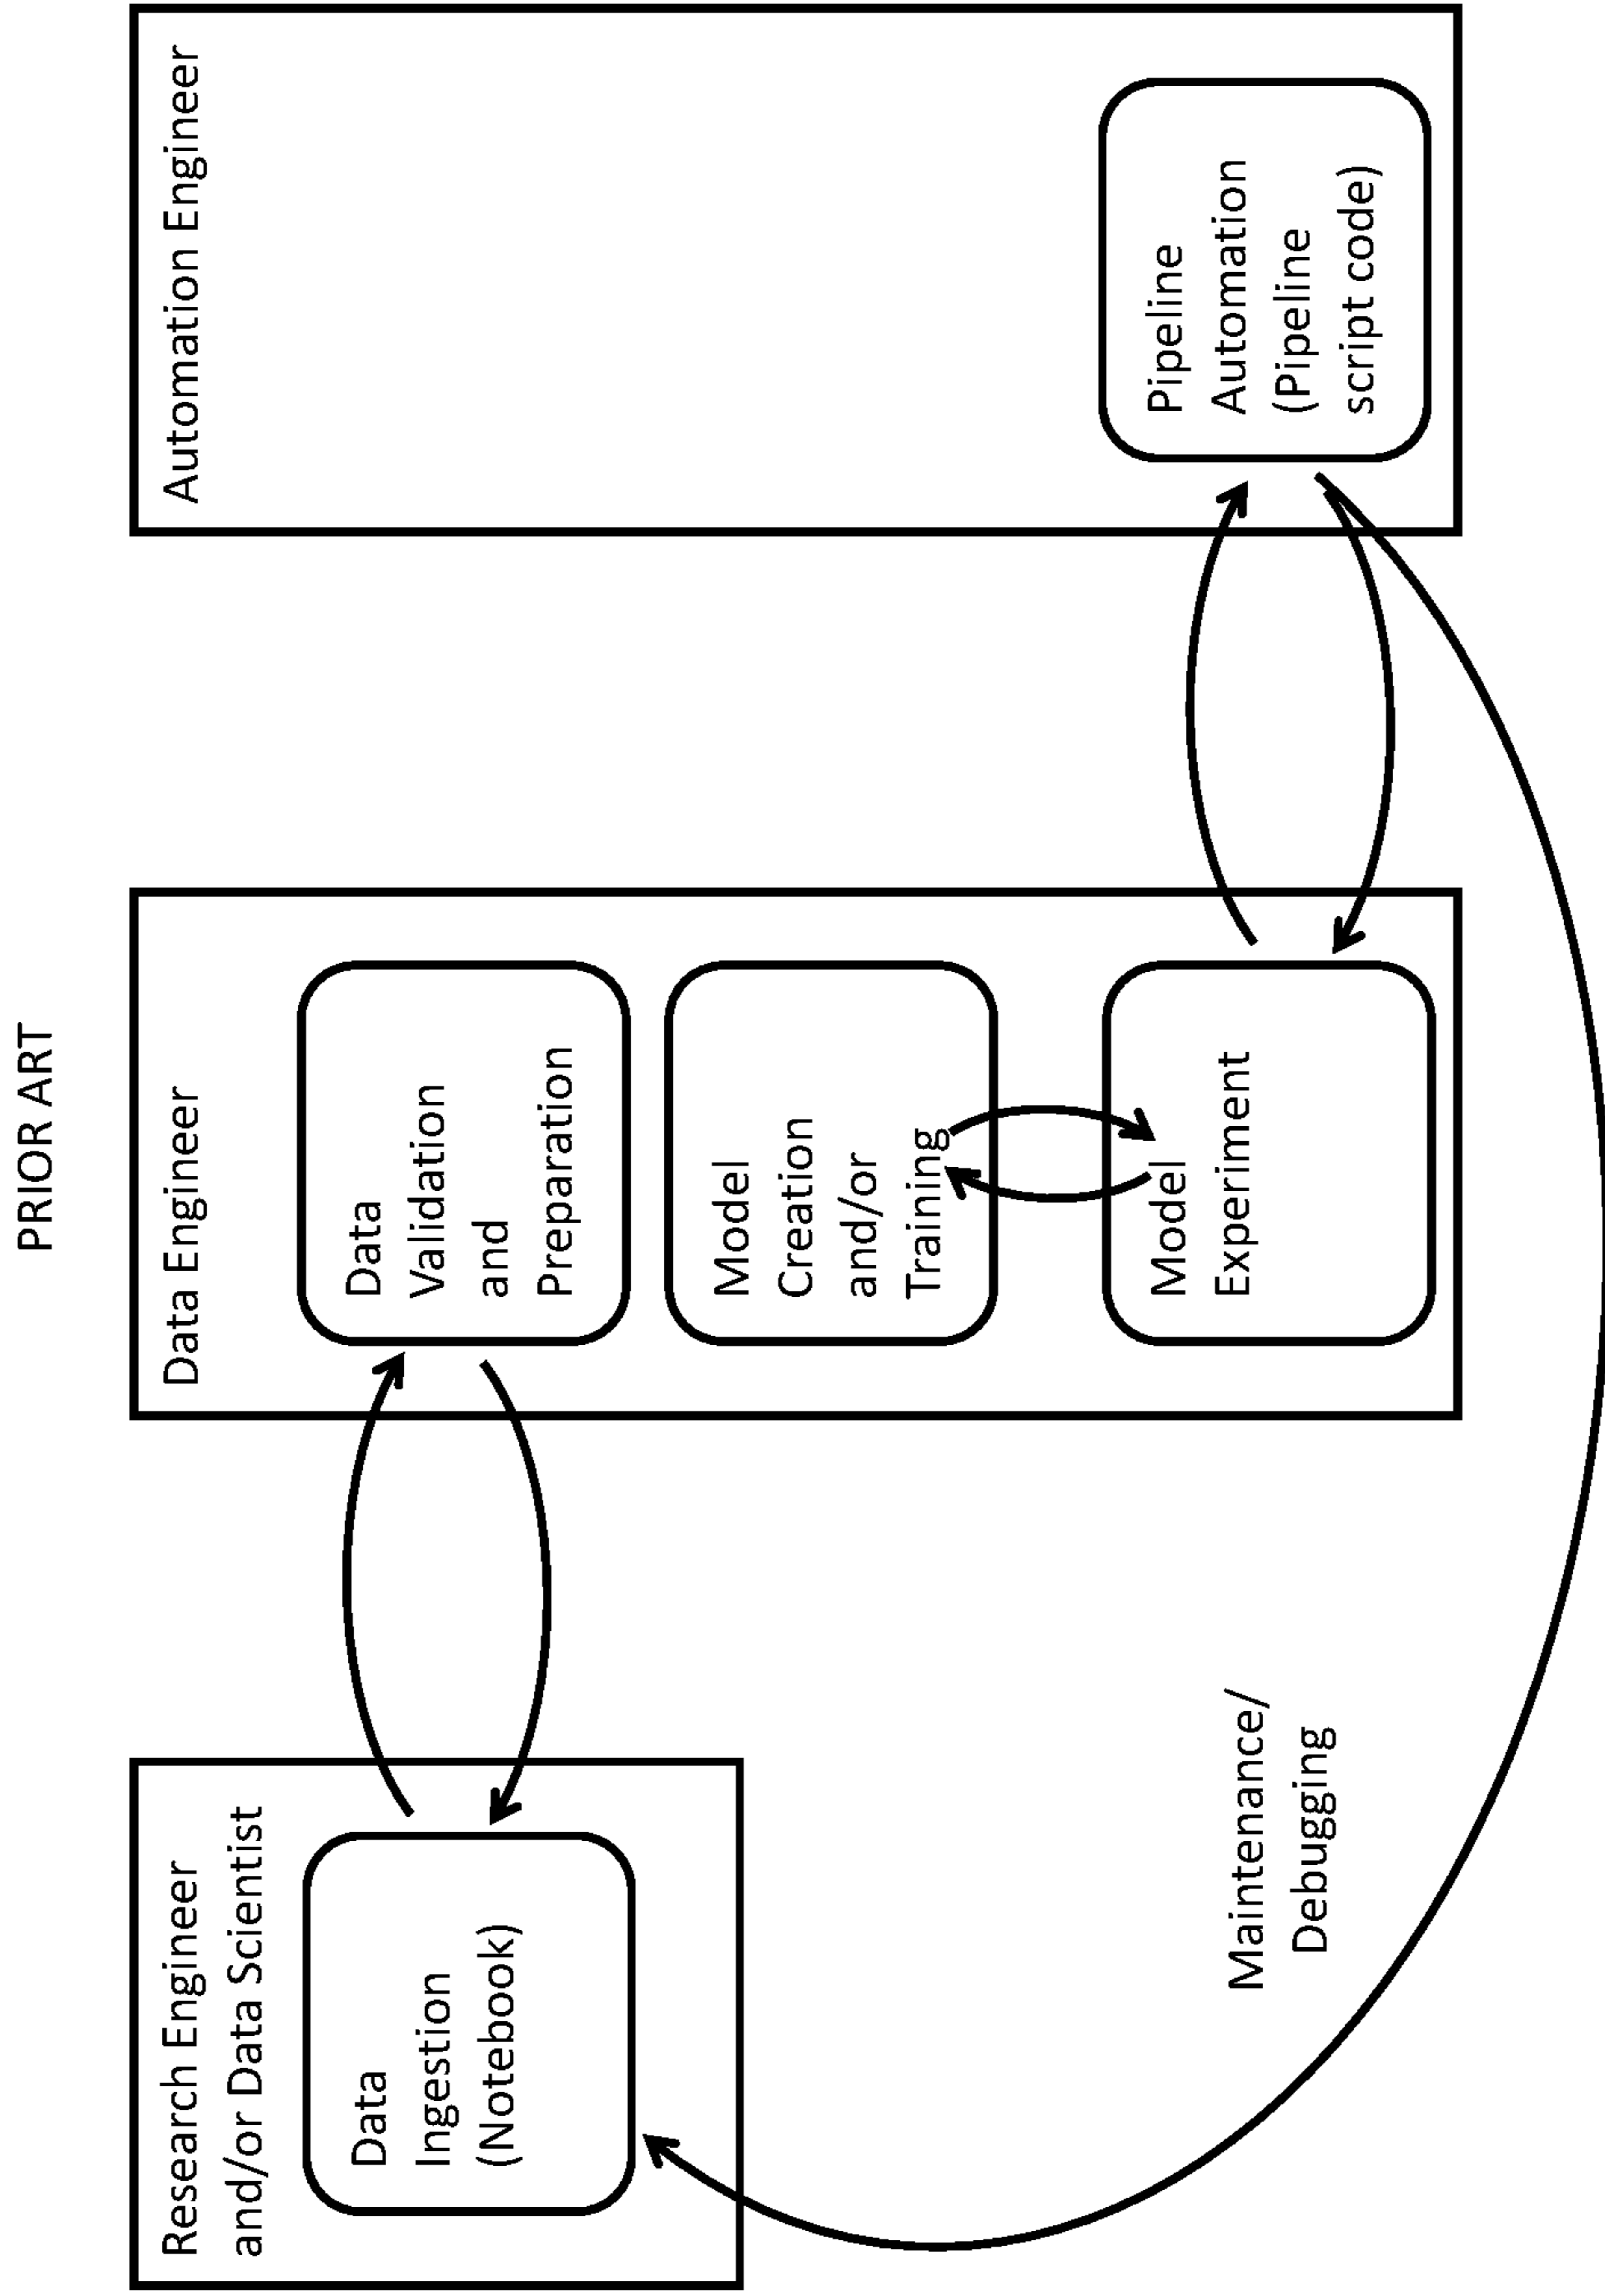 PRIOR ART
Research Engineer
and/or Data Scientist
Data
Ingestion
(Notebook)
Data Engineer
Data
Validation
and
Preparation
Model
Creation
and/or
Training
Model
Experiment
Automation Engineer
Pipeline
Automation
(Pipeline
script code)
Maintenance/
Debugging